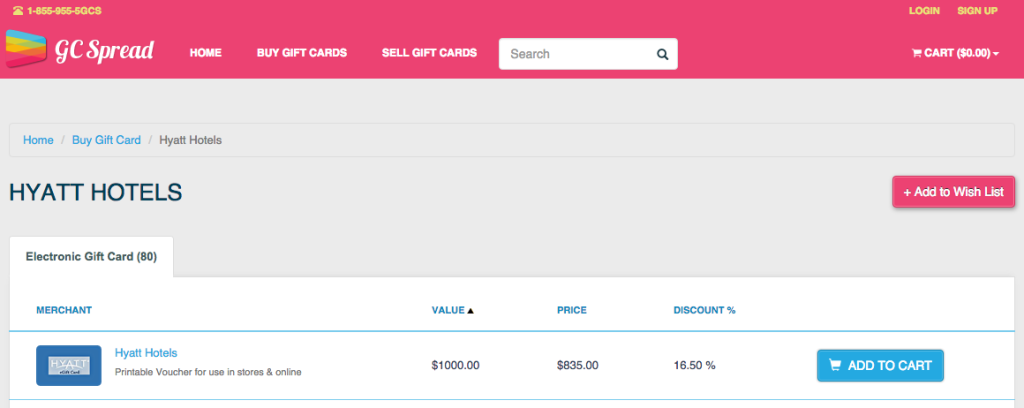 1-855-955-5GCS LOGIN SIGN UP
GC Spread HOME BUY GIFT CARDS SELL GIFT CARDS Search CART ($0.00)
Home / Buy Gift Card / Hyatt Hotels
HYATT HOTELS + Add to Wish List
Electronic Gift Card (80)
MERCHANT VALUE PRICE DISCOUNT %
HYATT
eGift Card
Hyatt Hotels
Printable Voucher for use in stores & online
$1000.00 $835.00 16.50 % ADD TO CART